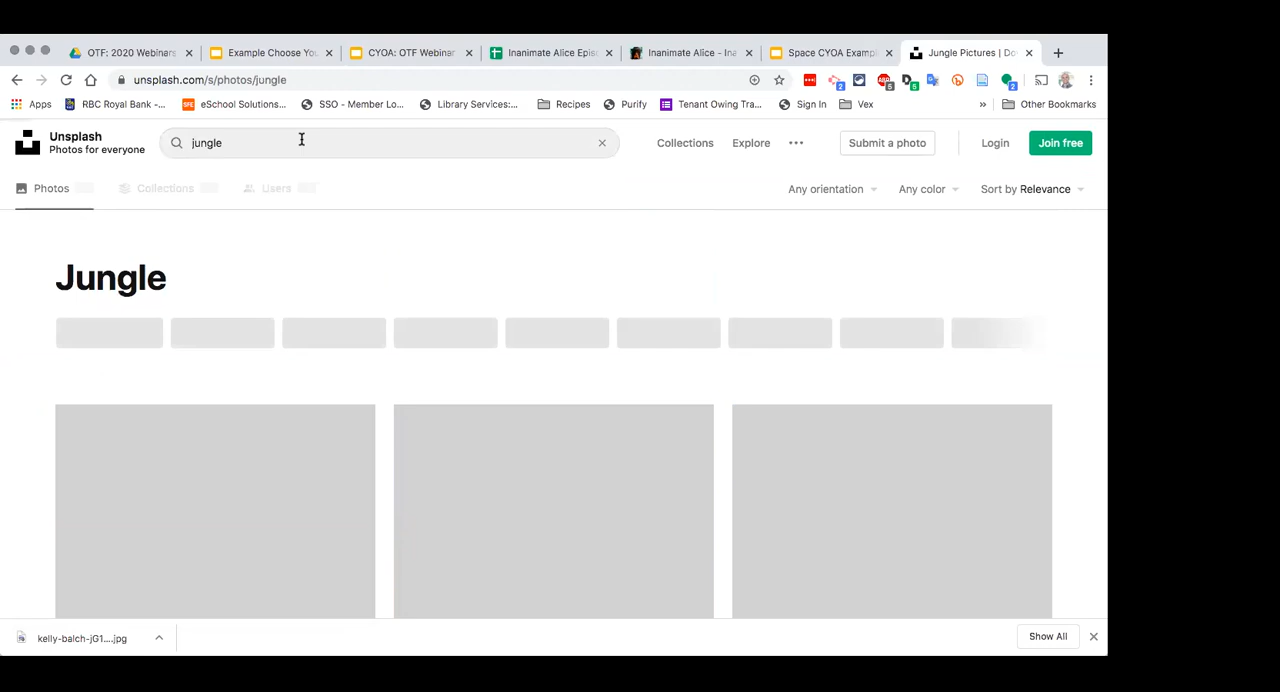 OTF: 2020 Webinars
Example Choose You
CYOA: OTF Webinar
Inanimate Alice Epis
Inanimate Alice - Ina
Space CYOA Exampl
Jungle Pictures | Do
unsplash.com/s/photos/jungle
Apps
RBC Royal Bank -...
SFE
eSchool Solutions...
SSO - Member Lo...
Library Services:...
Recipes
Purify
Tenant Owing Tra...
Sign In
Vex
»
Other Bookmarks
Unsplash
Photos for everyone
jungle
Collections
Explore
Submit a photo
Login
Join free
Photos
Collections
Users
Any orientation
Any color
Sort by Relevance
Jungle
kelly-balch-jG1....jpg
Show All